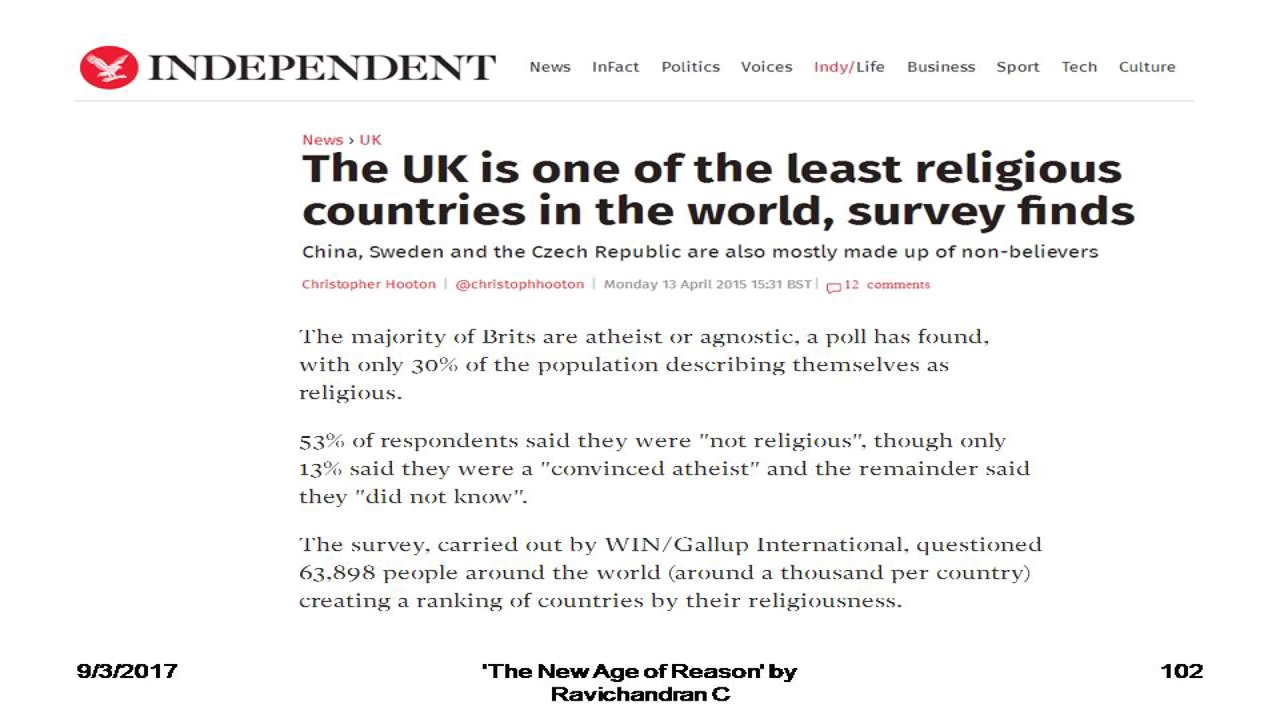 INDEPENDENT News InFact Politics Voices Indy/Life Business Sport Tech Culture
News › UK
The UK is one of the least religious
countries in the world, survey finds
China, Sweden and the Czech Republic are also mostly made up of non-believers
Christopher Hooton | @christophhooton | Monday 13 April 2015 15:31 BST | 12 comments
The majority of Brits are atheist or agnostic, a poll has found,
with only 30% of the population describing themselves as
religious.
53% of respondents said they were "not religious", though only
13% said they were a "convinced atheist" and the remainder said
they "did not know".
The survey, carried out by WIN/Gallup International, questioned
63,898 people around the world (around a thousand per country)
creating a ranking of countries by their religiousness.
9/3/2017 'The New Age of Reason' by 102
Ravichandran C